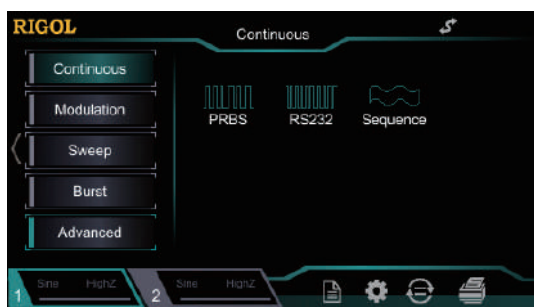 RIGOL
Continuous
Continuous
Modulation
Sweep
Burst
Advanced
PRBS
RS232
Sequence
1
Sine
HighZ
2
Sine
HighZ